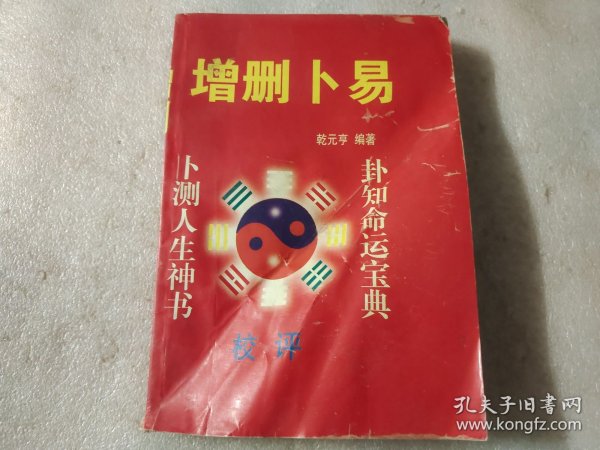 增删卜易
乾元亨 编著
卦知命运宝典
卜测人生神书
校评
孔夫子旧书网
www.kongfz.com